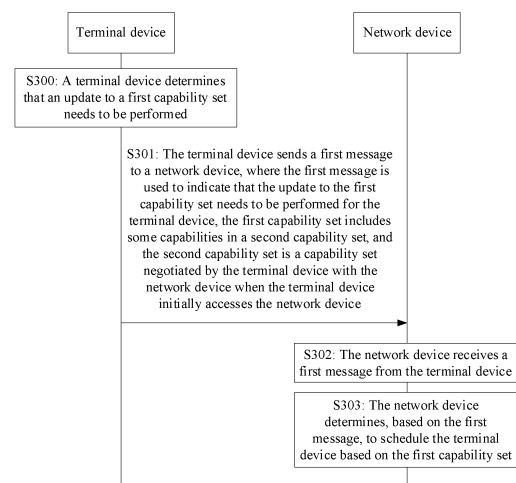 Terminal device
Network device
S300: A terminal device determines
that an update to a first capability set
needs to be performed
S301: The terminal device sends a first message
to a network device, where the first message is
used to indicate that the update to the first
capability set needs to be performed for the
terminal device, the first capability set includes
some capabilities in a second capability set, and
the second capability set is a capability set
negotiated by the terminal device with the
network device when the terminal device
initially accesses the network device
S302: The network device receives a
first message from the terminal device
S303: The network device
determines, based on the first
message, to schedule the terminal
device based on the first capability set